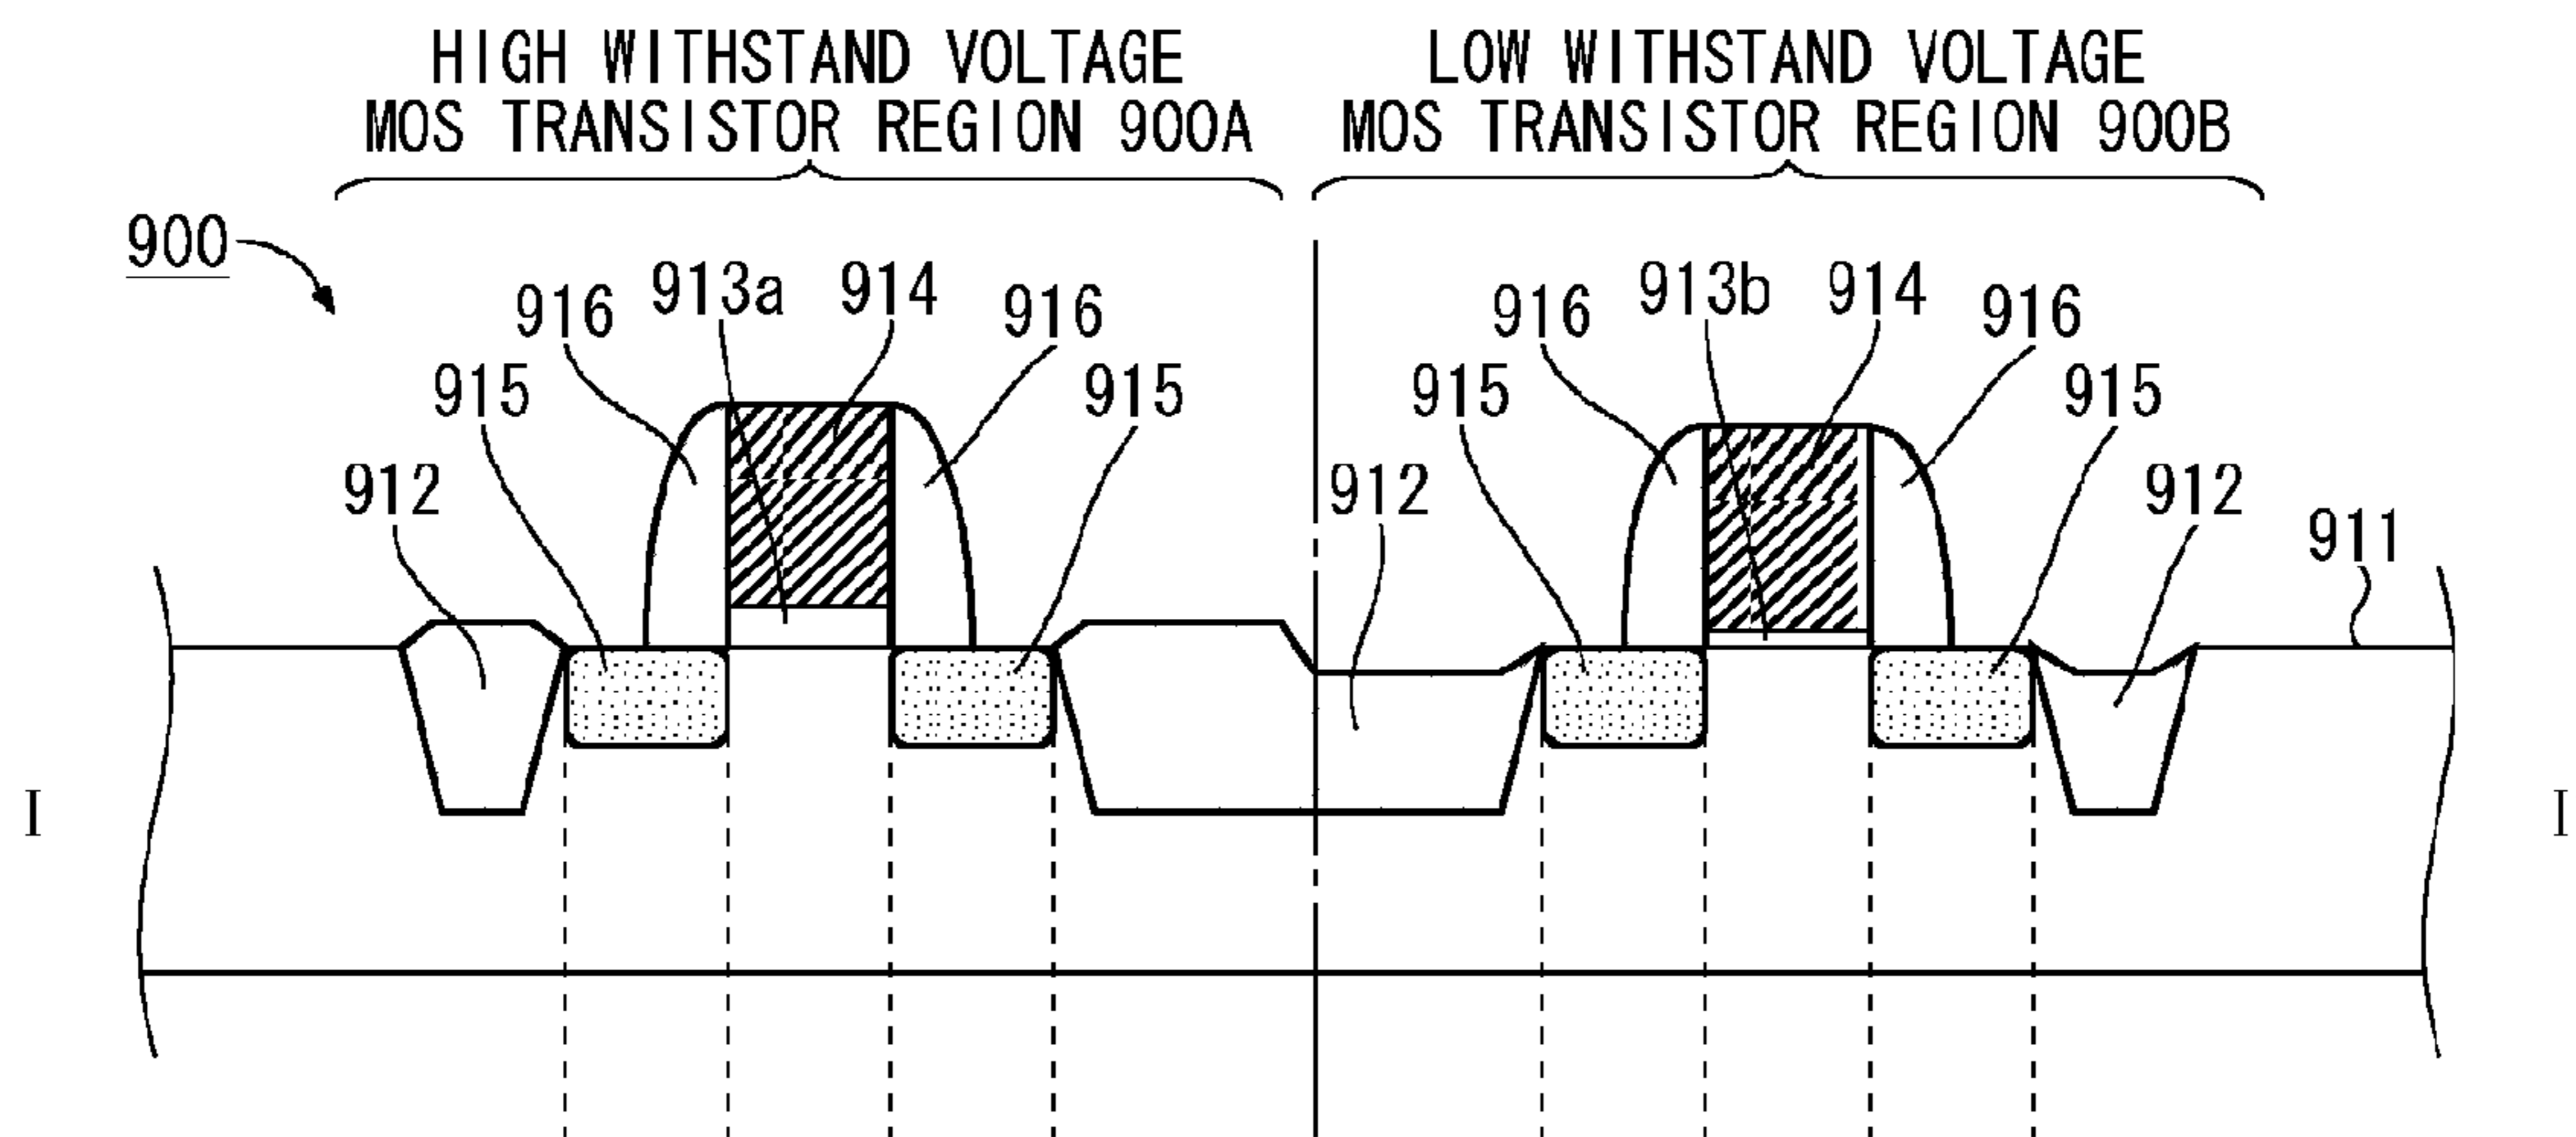 HIGH WITHSTAND VOLTAGE
MOS TRANSISTOR REGION 900A
LOW WITHSTAND VOLTAGE
MOS TRANSISTOR REGION 900B
900
916 913a 914 916
916 913b 914 916
915 915
915 915
912
912 912
911
I I